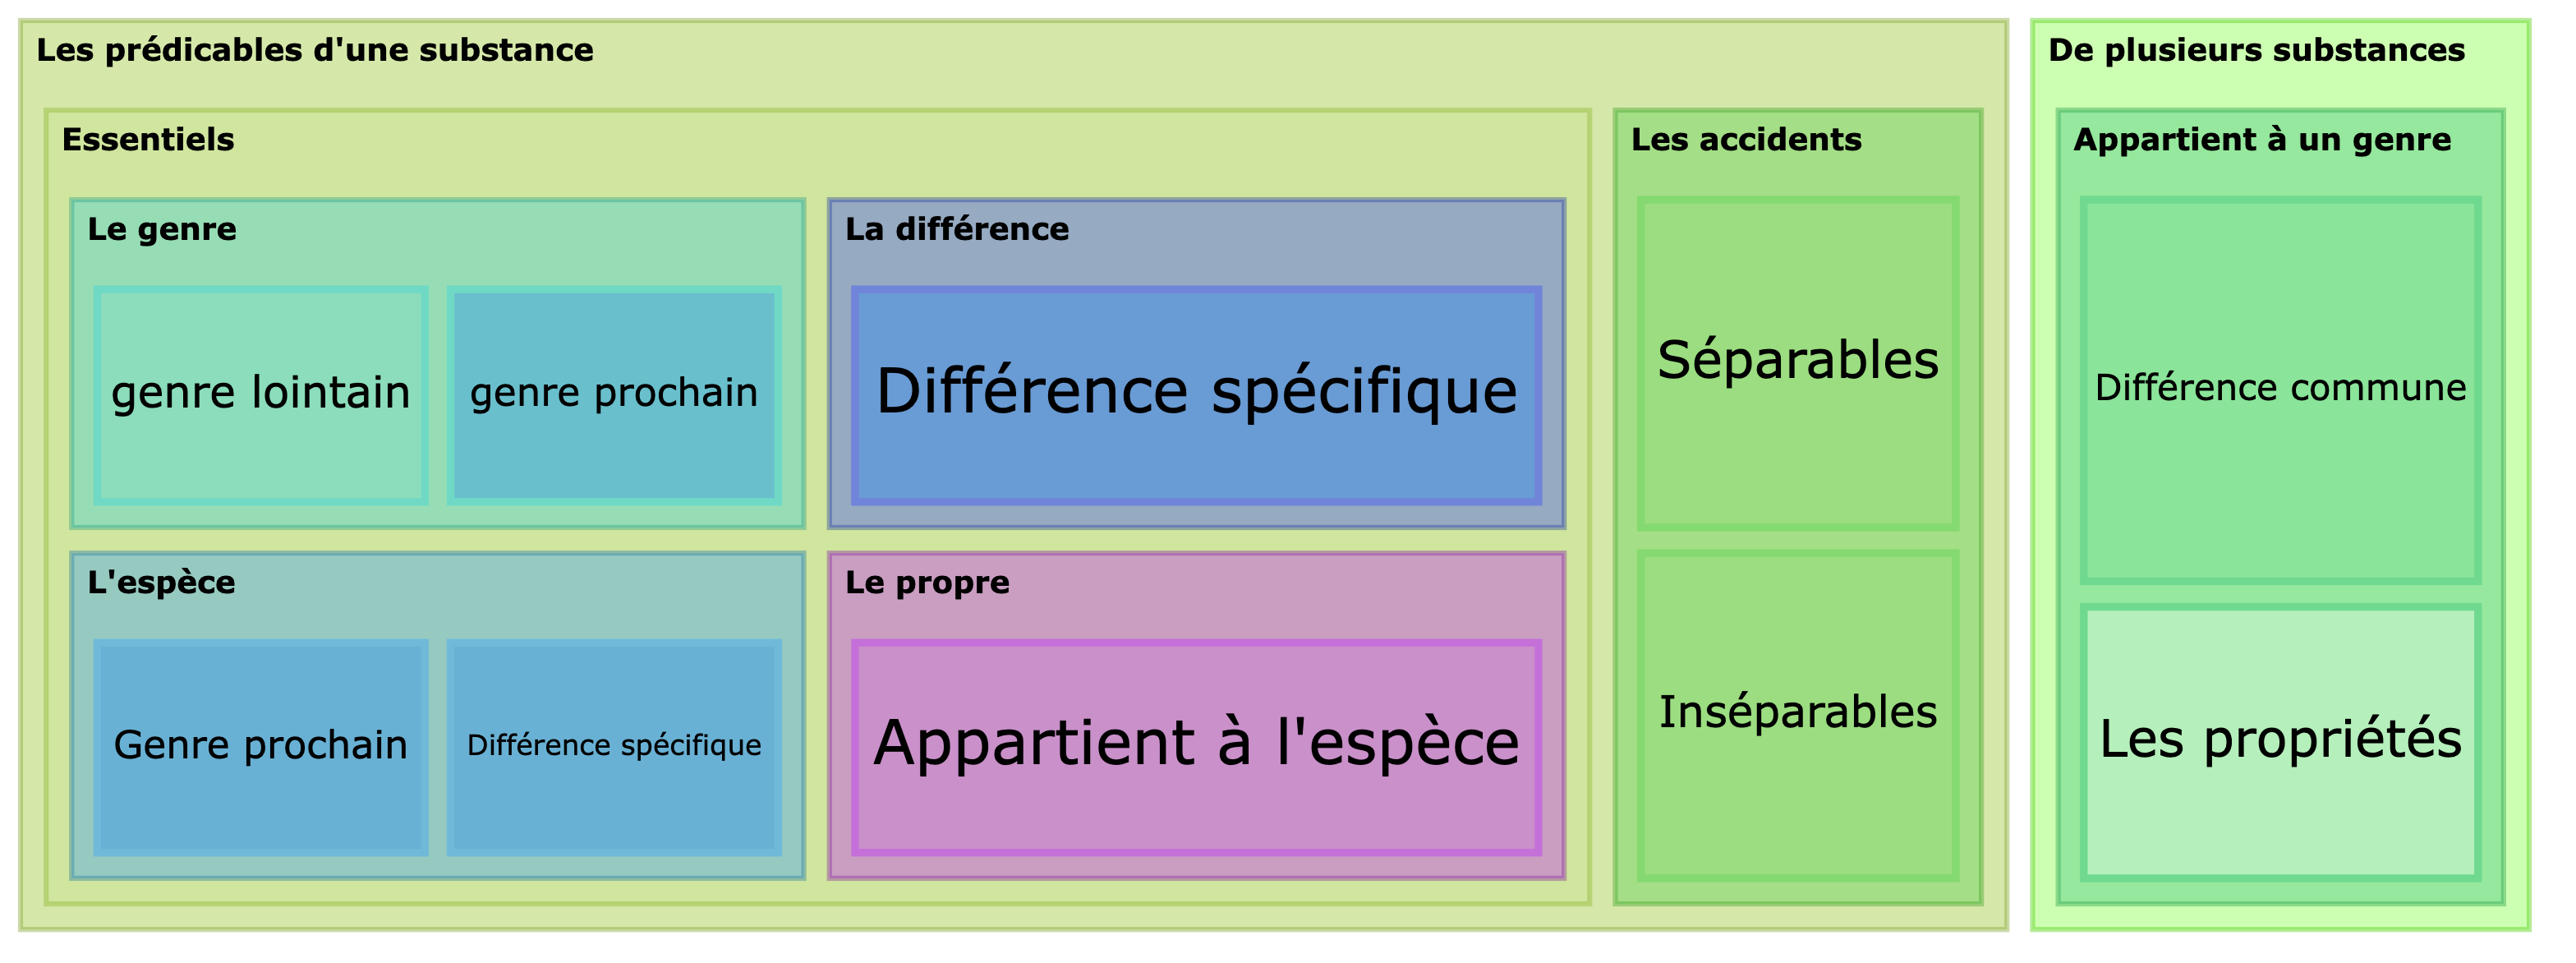 Les prédicables d'une substance
Essentiels
Le genre
genre lointain
genre prochain
La différence
Différence spécifique
L'espèce
Genre prochain
Différence spécifique
Le propre
Appartient à l'espèce
Les accidents
Séparables
Inséparables
De plusieurs substances
Appartient à un genre
Différence commune
Les propriétés